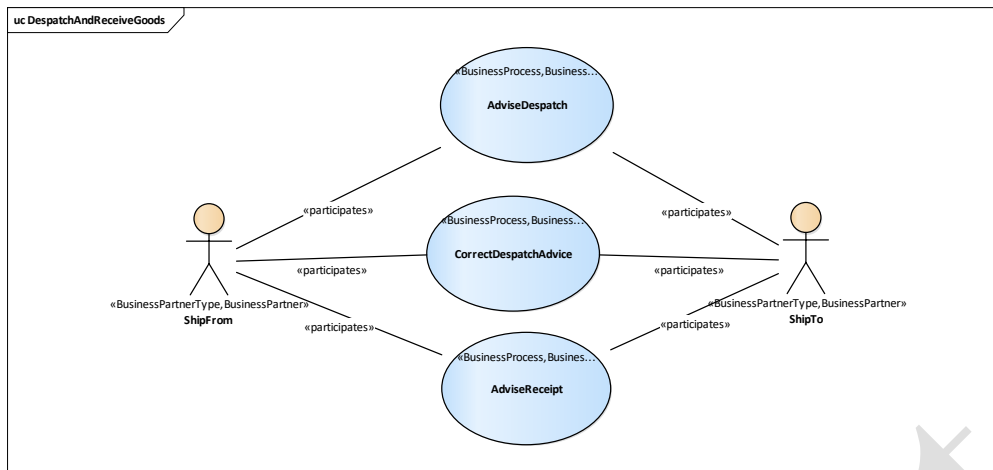 uc DespatchAndReceiveGoods
«BusinessProcess,Business…
AdviseDespatch
«participates»
«participates»
«BusinessProcess,Business…
CorrectDespatchAdvice
«participates»
«participates»
«BusinessPartnerType,BusinessPartner»
ShipFrom
«BusinessPartnerType,BusinessPartner»
ShipTo
«participates»
«participates»
«BusinessProcess,Busines…
AdviseReceipt